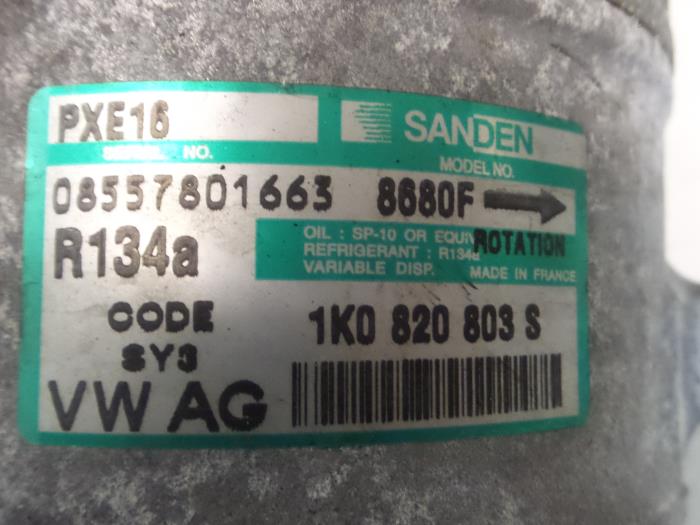 PXE16
SANDEN
SERIAL NO.
MODEL NO.
08557801663 8680F
R134a
OIL : SP-10 OR EQUIV
ROTATION
REFRIGERANT : R134a
VARIABLE DISP.
MADE IN FRANCE
CODE
1K0 820 803 S
SY3
VW AG